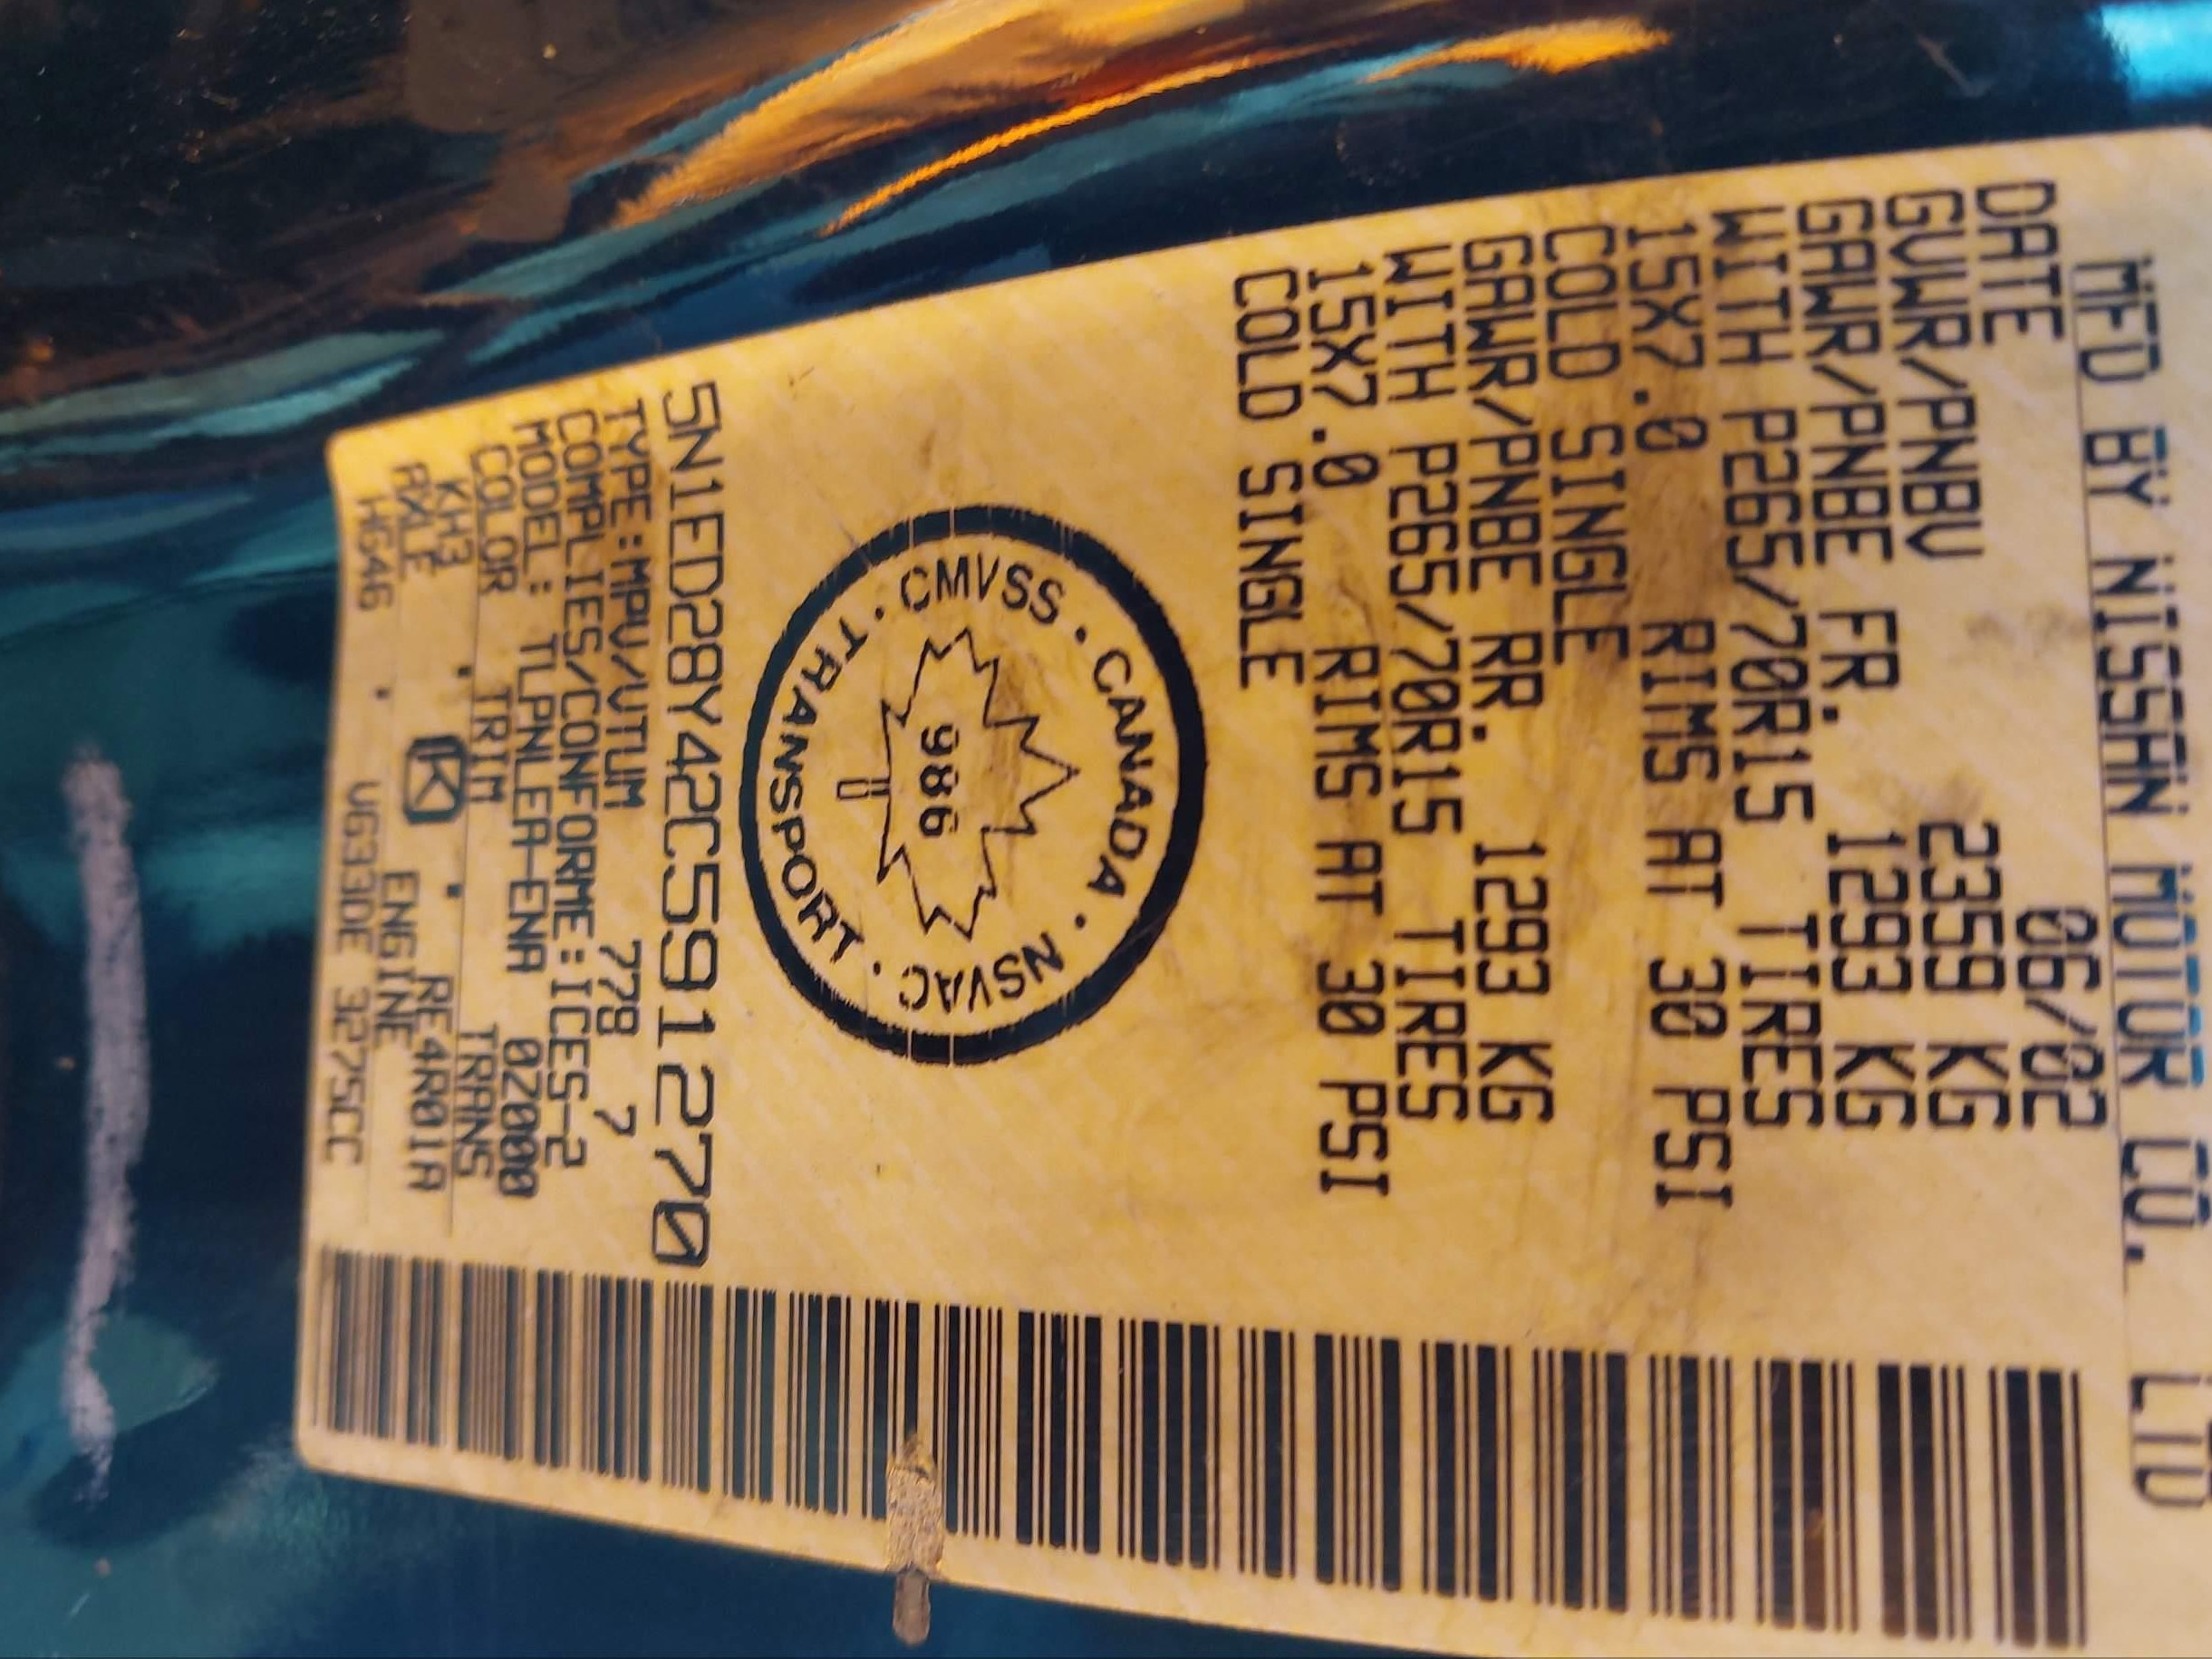 MFD BY NISSAN MOTOR CO. LTD
DATE 06/02
GVWR/PNBV 2359 KG
GAWR/PNBE FR. 1293 KG
WITH P265/70R15 TIRES
15X7.0 RIMS AT 30 PSI
COLD SINGLE
GAWR/PNBE RR. 1293 KG
WITH P265/70R15 TIRES
15X7.0 RIMS AT 30 PSI
COLD SINGLE
CANADA · NSVAC · TRANSPORT · CMVSS ·
986
5N1ED28Y42C591270
TYPE:MPV/VTUM 778 7
COMPLIES/CONFORME:ICES-2
MODEL: TLPNLEA-ENA 0Z000
COLOR TRIM TRANS
KH3 K RE4R01A
AXLE ENGINE
HG46 VG33DE 3275CC